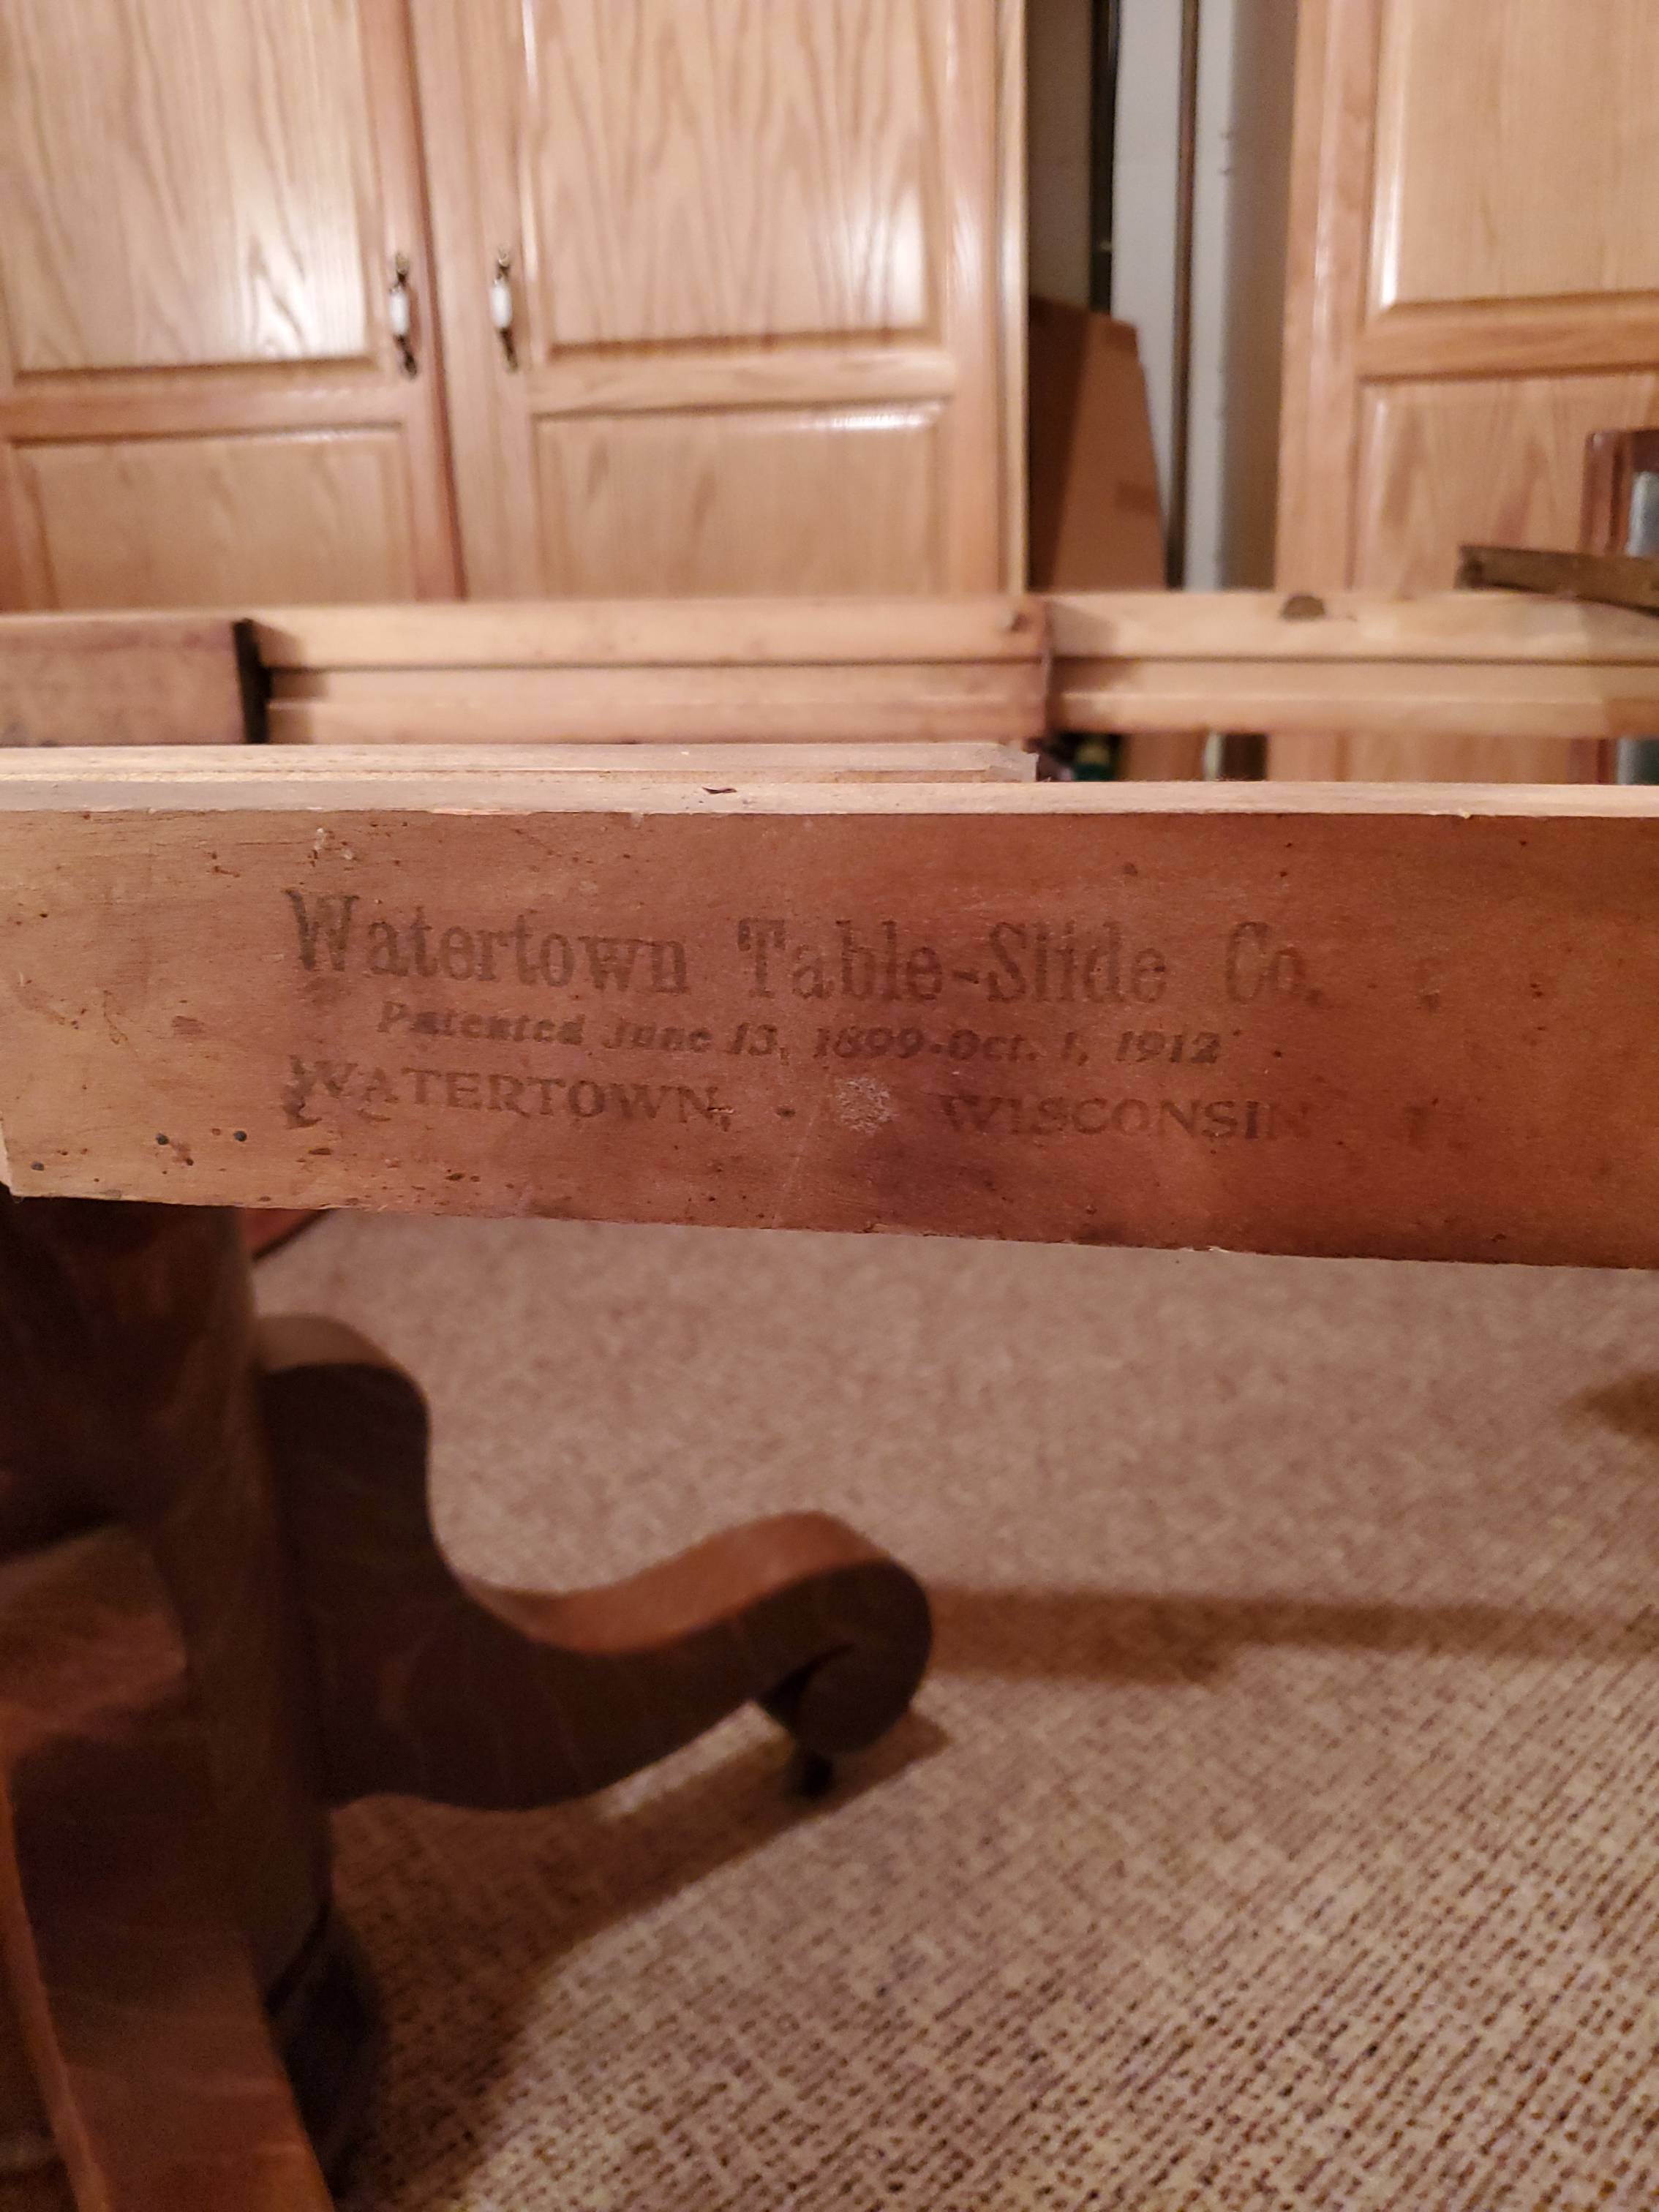 Watertown Table-Slide Co.
Patented June 13, 1899-Oct. 1, 1912
WATERTOWN, WISCONSIN